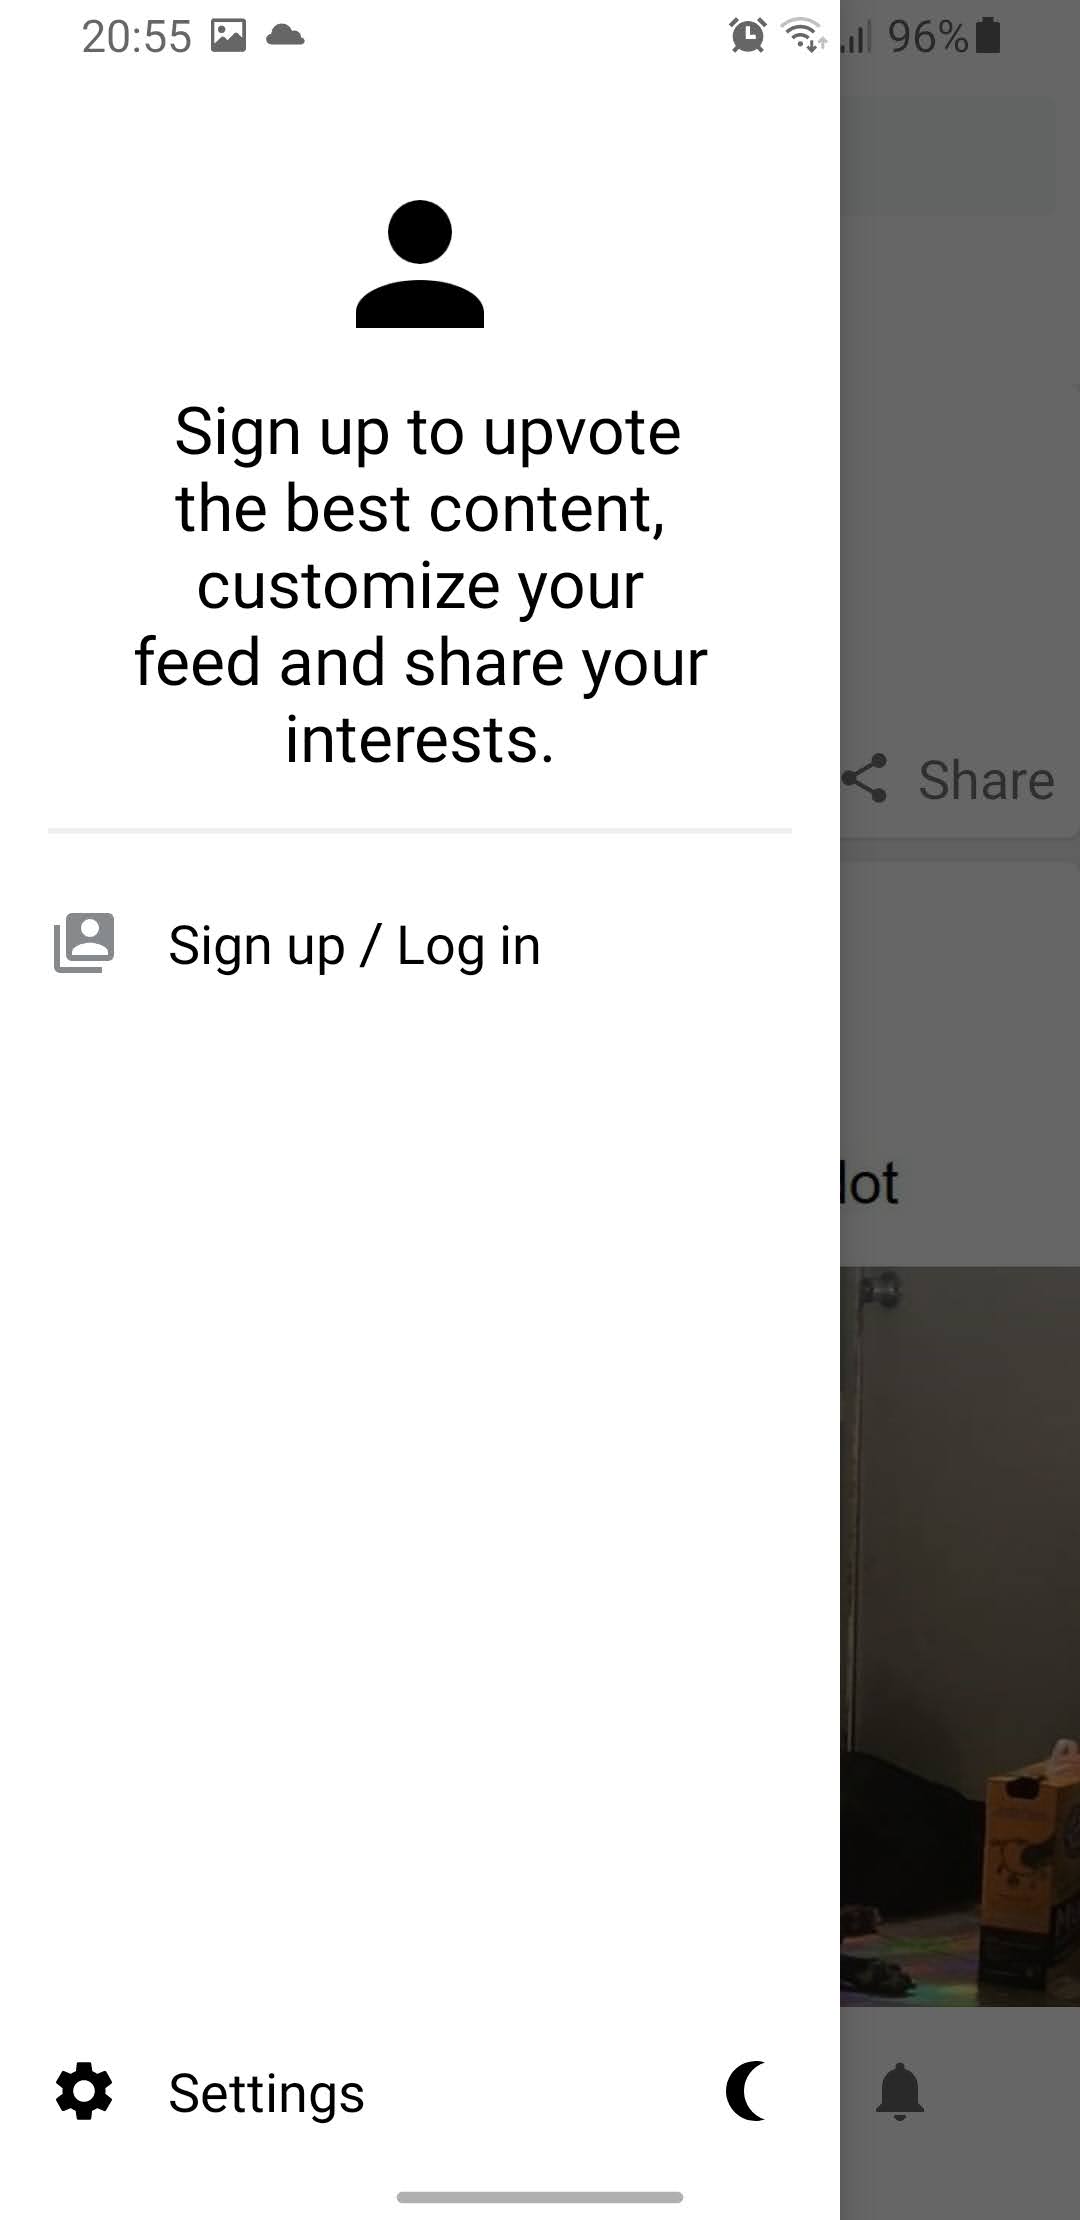 20:55 96%
Sign up to upvote
the best content,
customize your
feed and share your
interests.
Share
Sign up / Log in
lot
Settings